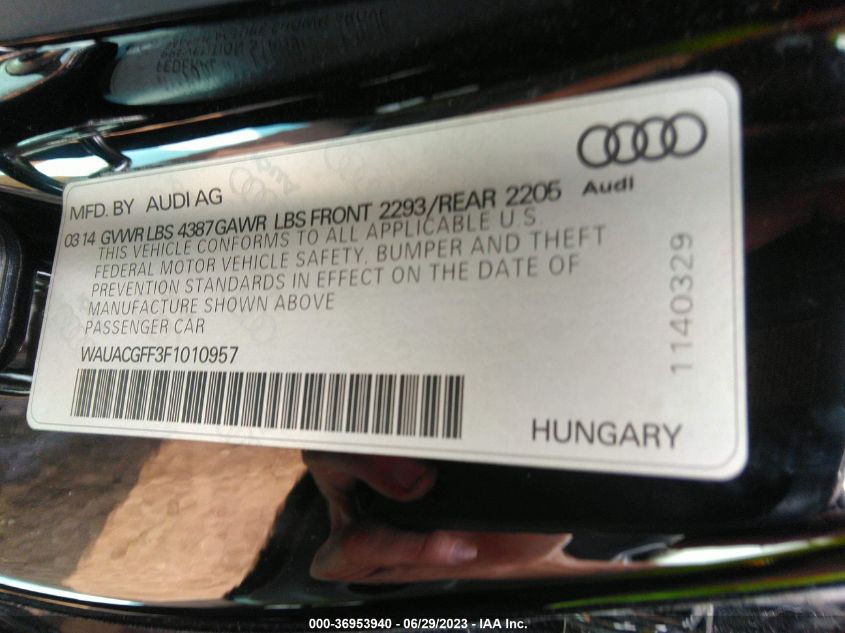 MFD. BY AUDI AG
Audi
03 14 GVWR LBS 4387 GAWR LBS FRONT 2293/REAR 2205
THIS VEHICLE CONFORMS TO ALL APPLICABLE U.S.
FEDERAL MOTOR VEHICLE SAFETY, BUMPER AND THEFT
PREVENTION STANDARDS IN EFFECT ON THE DATE OF
MANUFACTURE SHOWN ABOVE
PASSENGER CAR
WAUACGFF3F1010957
1140329
HUNGARY
000-36953940 - 06/29/2023 - IAA Inc.